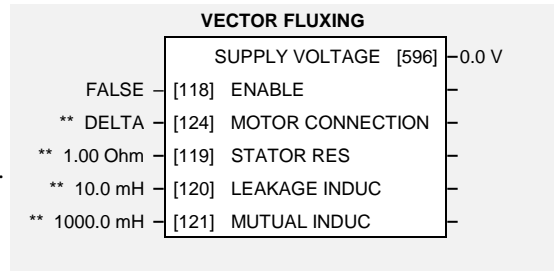 VECTOR FLUXING
SUPPLY VOLTAGE [596] 0.0 V
FALSE [118] ENABLE
** DELTA [124] MOTOR CONNECTION
** 1.00 Ohm [119] STATOR RES
** 10.0 mH [120] LEAKAGE INDUC
** 1000.0 mH [121] MUTUAL INDUC